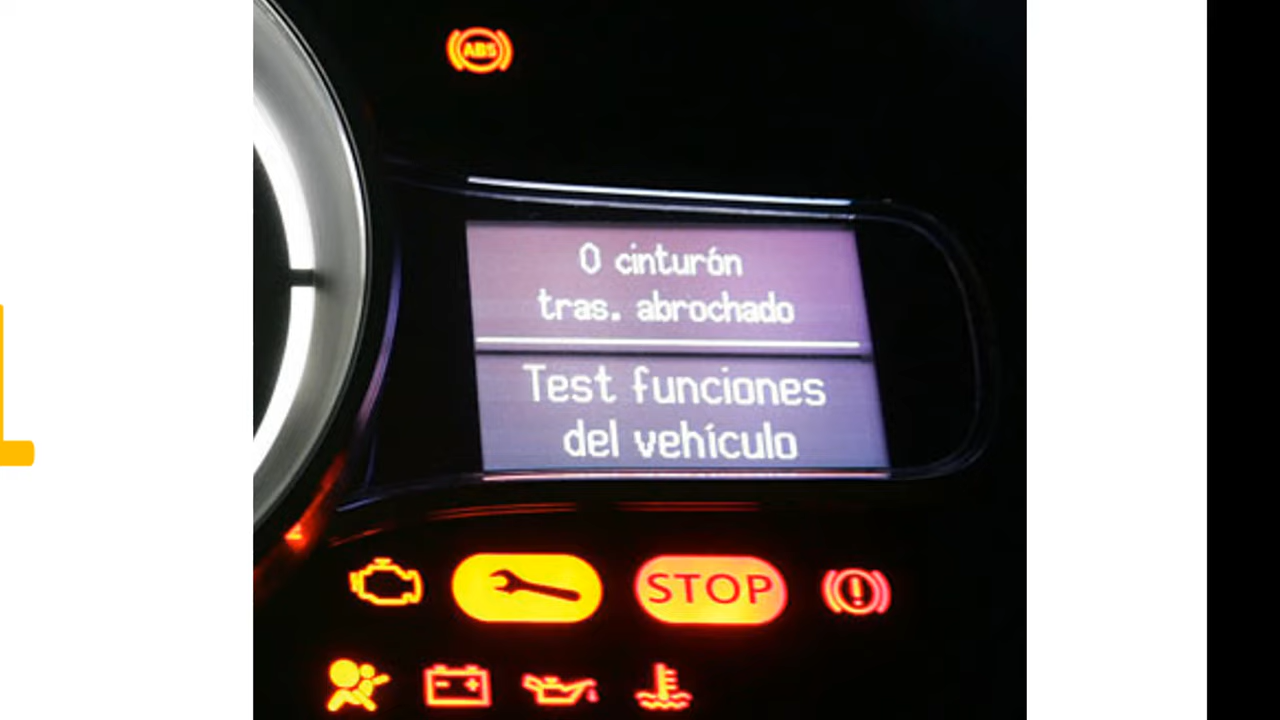 ABS
0 cinturón
tras. abrochado
Test funciones
del vehículo
STOP